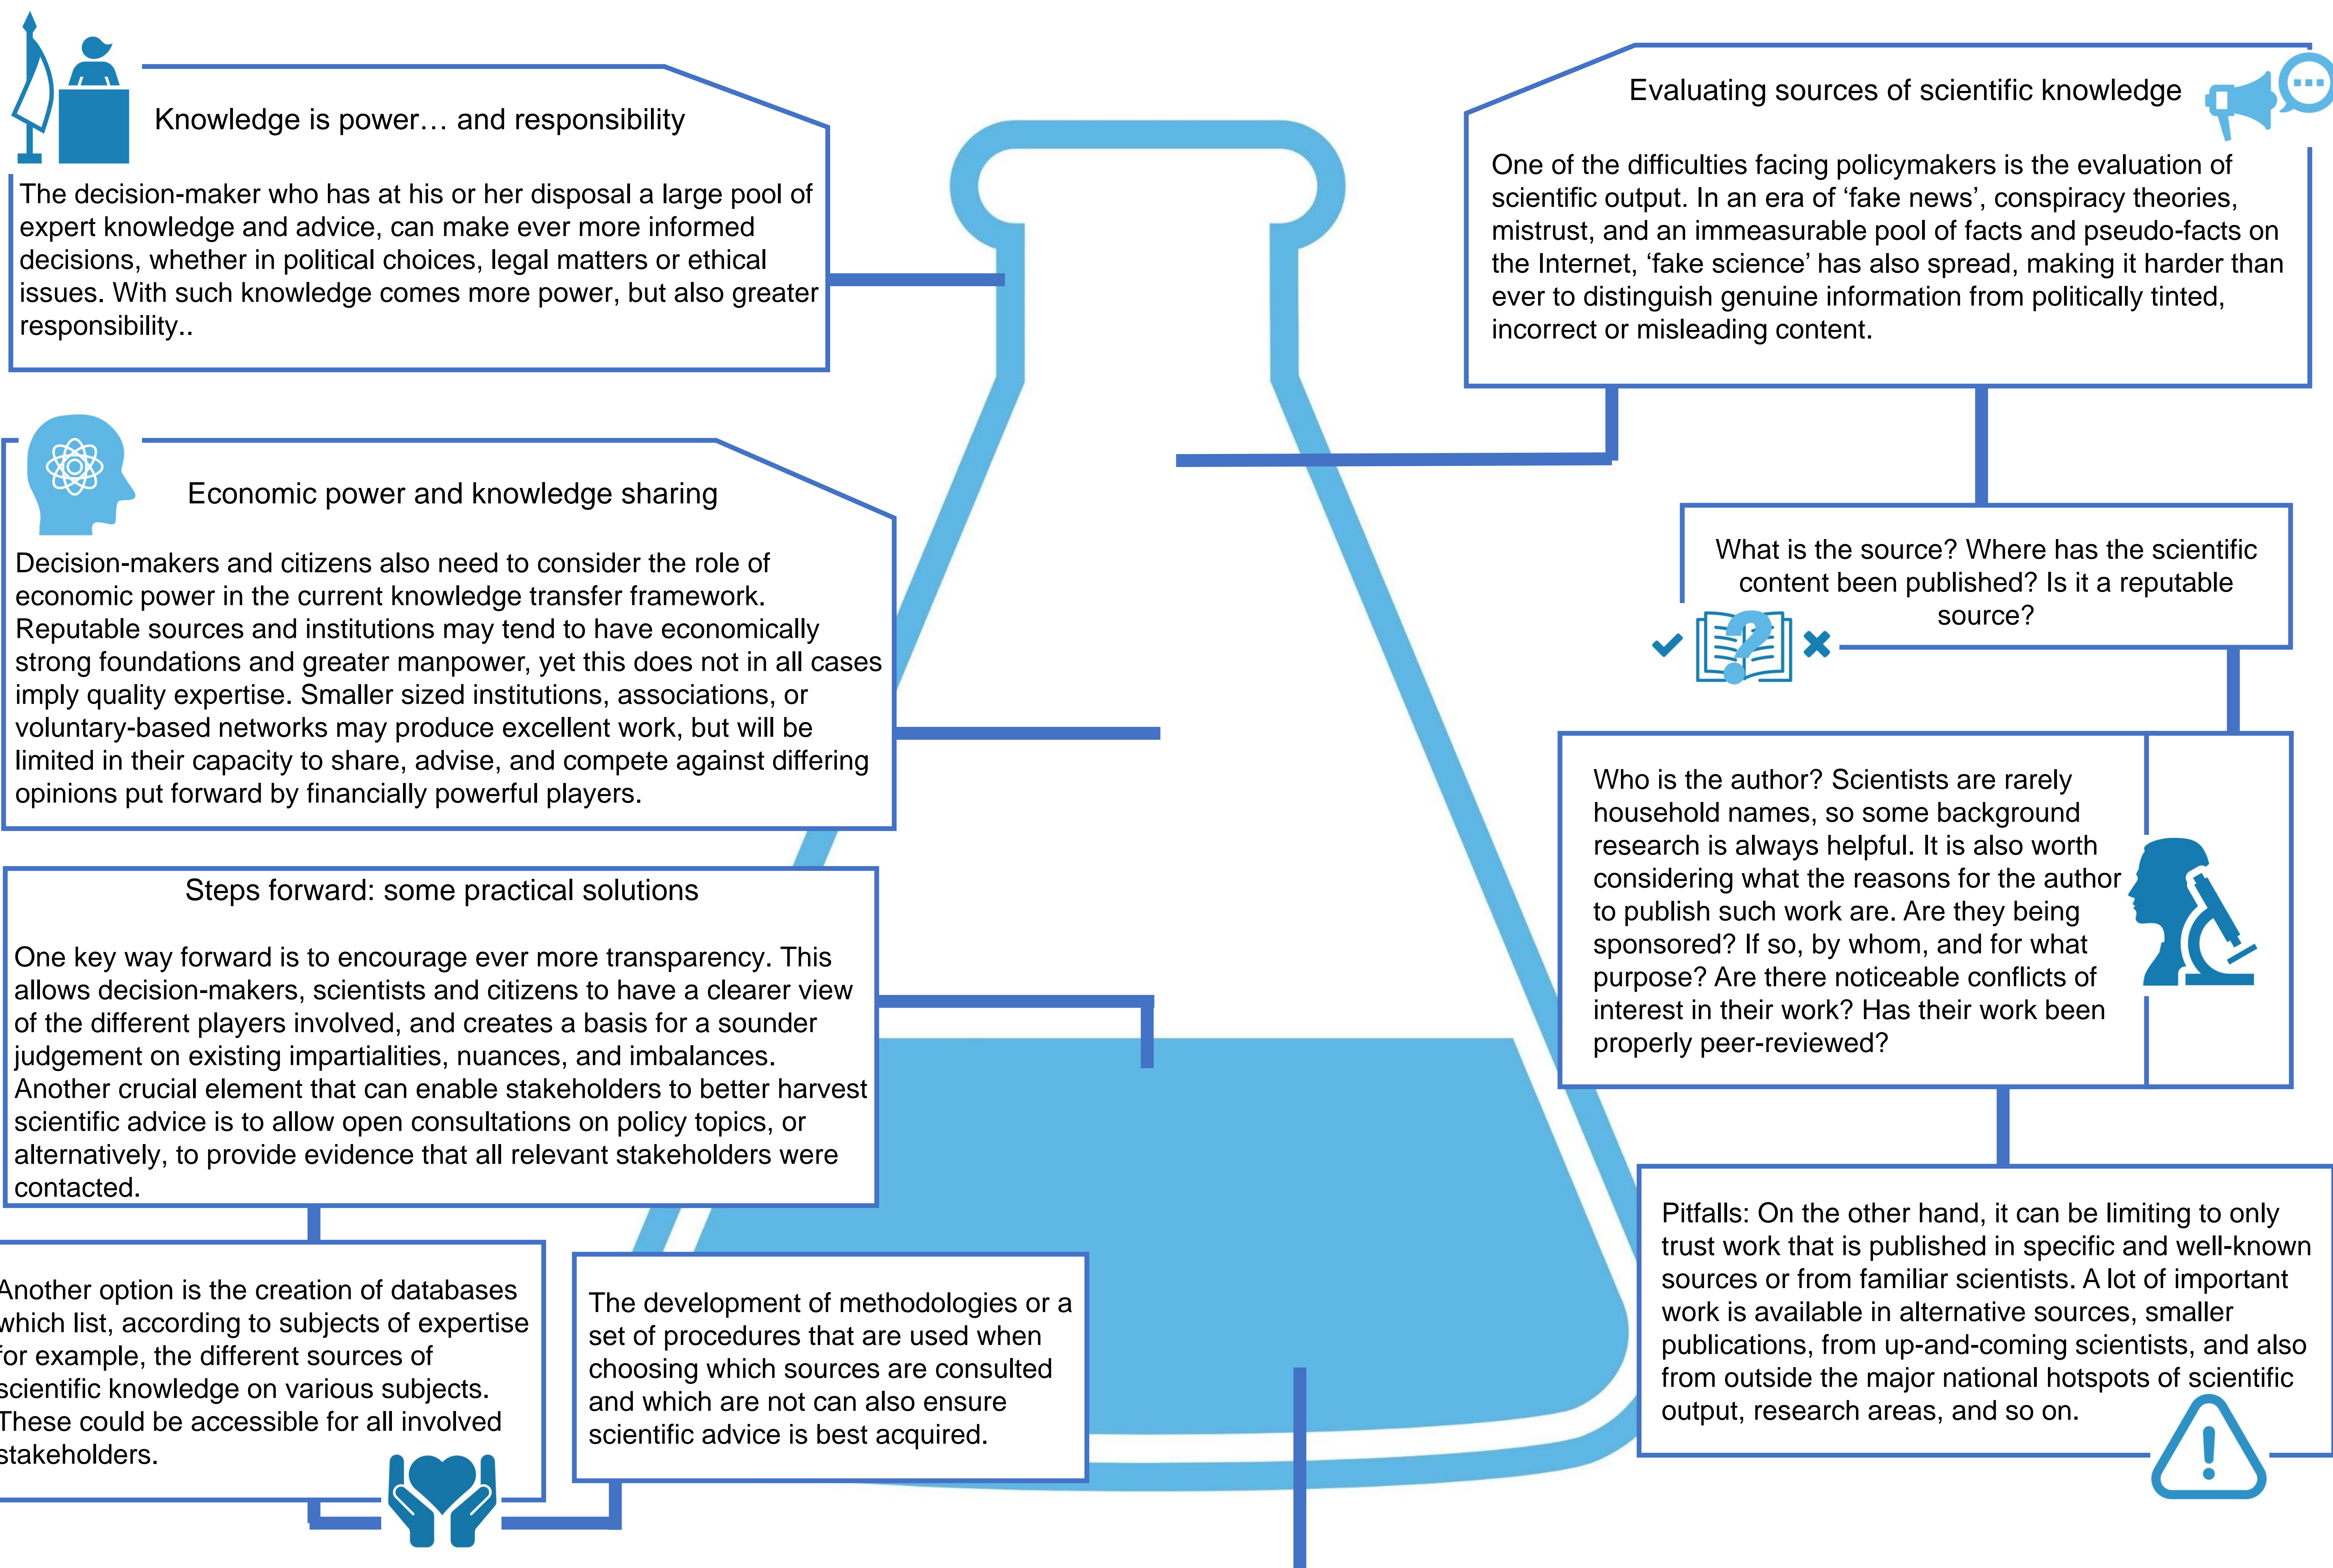 Knowledge is power… and responsibility
The decision-maker who has at his or her disposal a large pool of
expert knowledge and advice, can make ever more informed
decisions, whether in political choices, legal matters or ethical
issues. With such knowledge comes more power, but also greater
responsibility..
Economic power and knowledge sharing
Decision-makers and citizens also need to consider the role of
economic power in the current knowledge transfer framework.
Reputable sources and institutions may tend to have economically
strong foundations and greater manpower, yet this does not in all cases
imply quality expertise. Smaller sized institutions, associations, or
voluntary-based networks may produce excellent work, but will be
limited in their capacity to share, advise, and compete against differing
opinions put forward by financially powerful players.
Steps forward: some practical solutions
One key way forward is to encourage ever more transparency. This
allows decision-makers, scientists and citizens to have a clearer view
of the different players involved, and creates a basis for a sounder
judgement on existing impartialities, nuances, and imbalances.
Another crucial element that can enable stakeholders to better harvest
scientific advice is to allow open consultations on policy topics, or
alternatively, to provide evidence that all relevant stakeholders were
contacted.
Another option is the creation of databases
which list, according to subjects of expertise
for example, the different sources of
scientific knowledge on various subjects.
These could be accessible for all involved
stakeholders.
The development of methodologies or a
set of procedures that are used when
choosing which sources are consulted
and which are not can also ensure
scientific advice is best acquired.
Evaluating sources of scientific knowledge
One of the difficulties facing policymakers is the evaluation of
scientific output. In an era of ‘fake news’, conspiracy theories,
mistrust, and an immeasurable pool of facts and pseudo-facts on
the Internet, ‘fake science’ has also spread, making it harder than
ever to distinguish genuine information from politically tinted,
incorrect or misleading content.
What is the source? Where has the scientific
content been published? Is it a reputable
source?
Who is the author? Scientists are rarely
household names, so some background
research is always helpful. It is also worth
considering what the reasons for the author
to publish such work are. Are they being
sponsored? If so, by whom, and for what
purpose? Are there noticeable conflicts of
interest in their work? Has their work been
properly peer-reviewed?
Pitfalls: On the other hand, it can be limiting to only
trust work that is published in specific and well-known
sources or from familiar scientists. A lot of important
work is available in alternative sources, smaller
publications, from up-and-coming scientists, and also
from outside the major national hotspots of scientific
output, research areas, and so on.